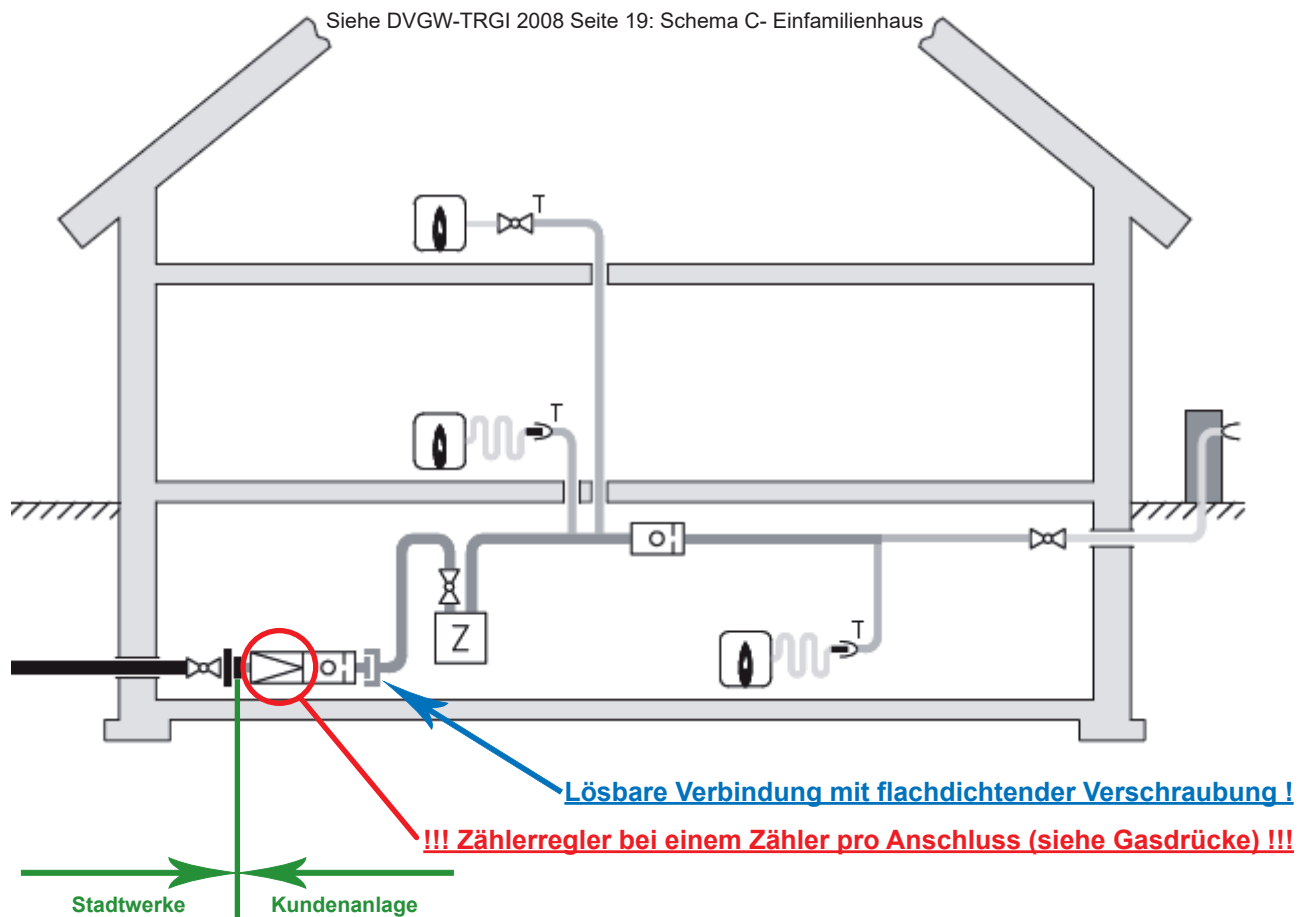 Siehe DVGW-TRGI 2008 Seite 19: Schema C- Einfamilienhaus
T
T
Z
T
Lösbare Verbindung mit flachdichtender Verschraubung !
!!! Zählerregler bei einem Zähler pro Anschluss (siehe Gasdrücke) !!!
Stadtwerke Kundenanlage